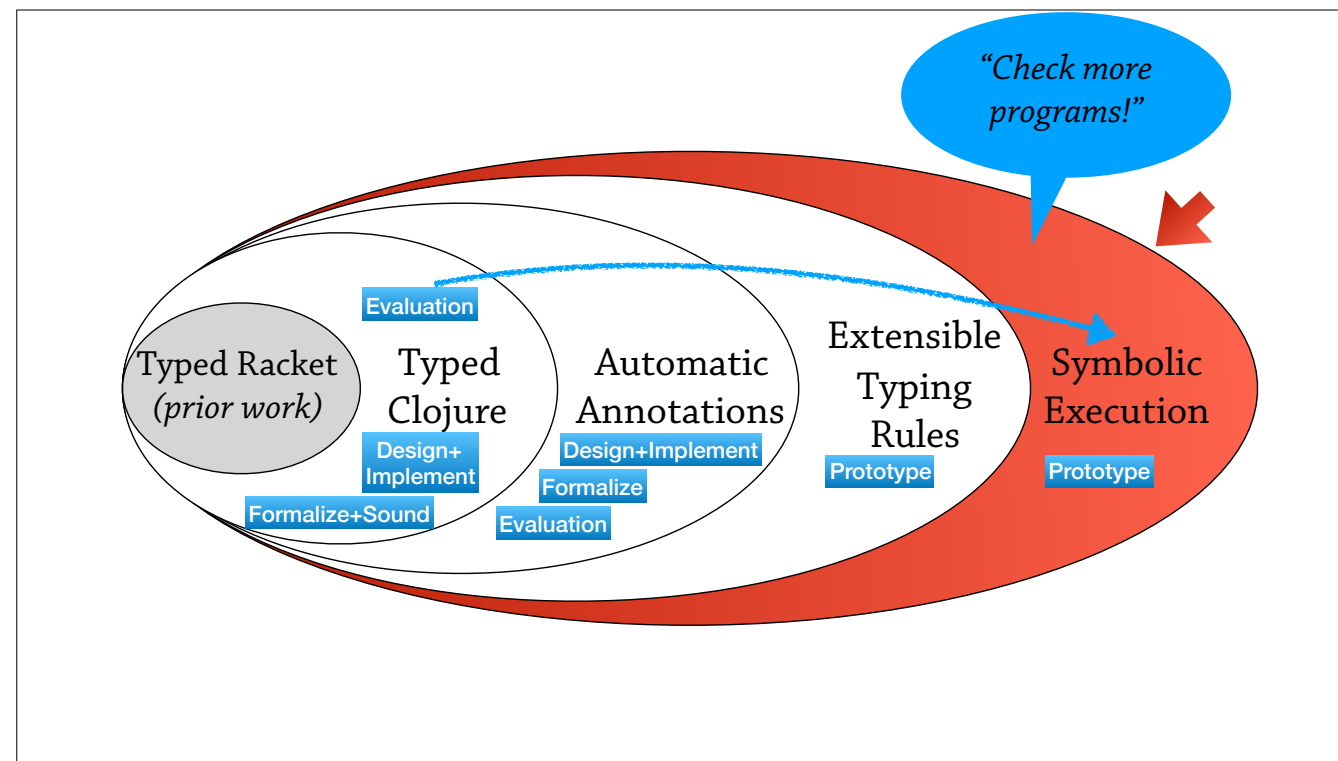 “Check more
programs!”
Evaluation
Typed Racket
(prior work)
Typed
Clojure
Design+
Implement
Formalize+Sound
Automatic
Annotations
Design+Implement
Formalize
Evaluation
Extensible
Typing
Rules
Prototype
Symbolic
Execution
Prototype